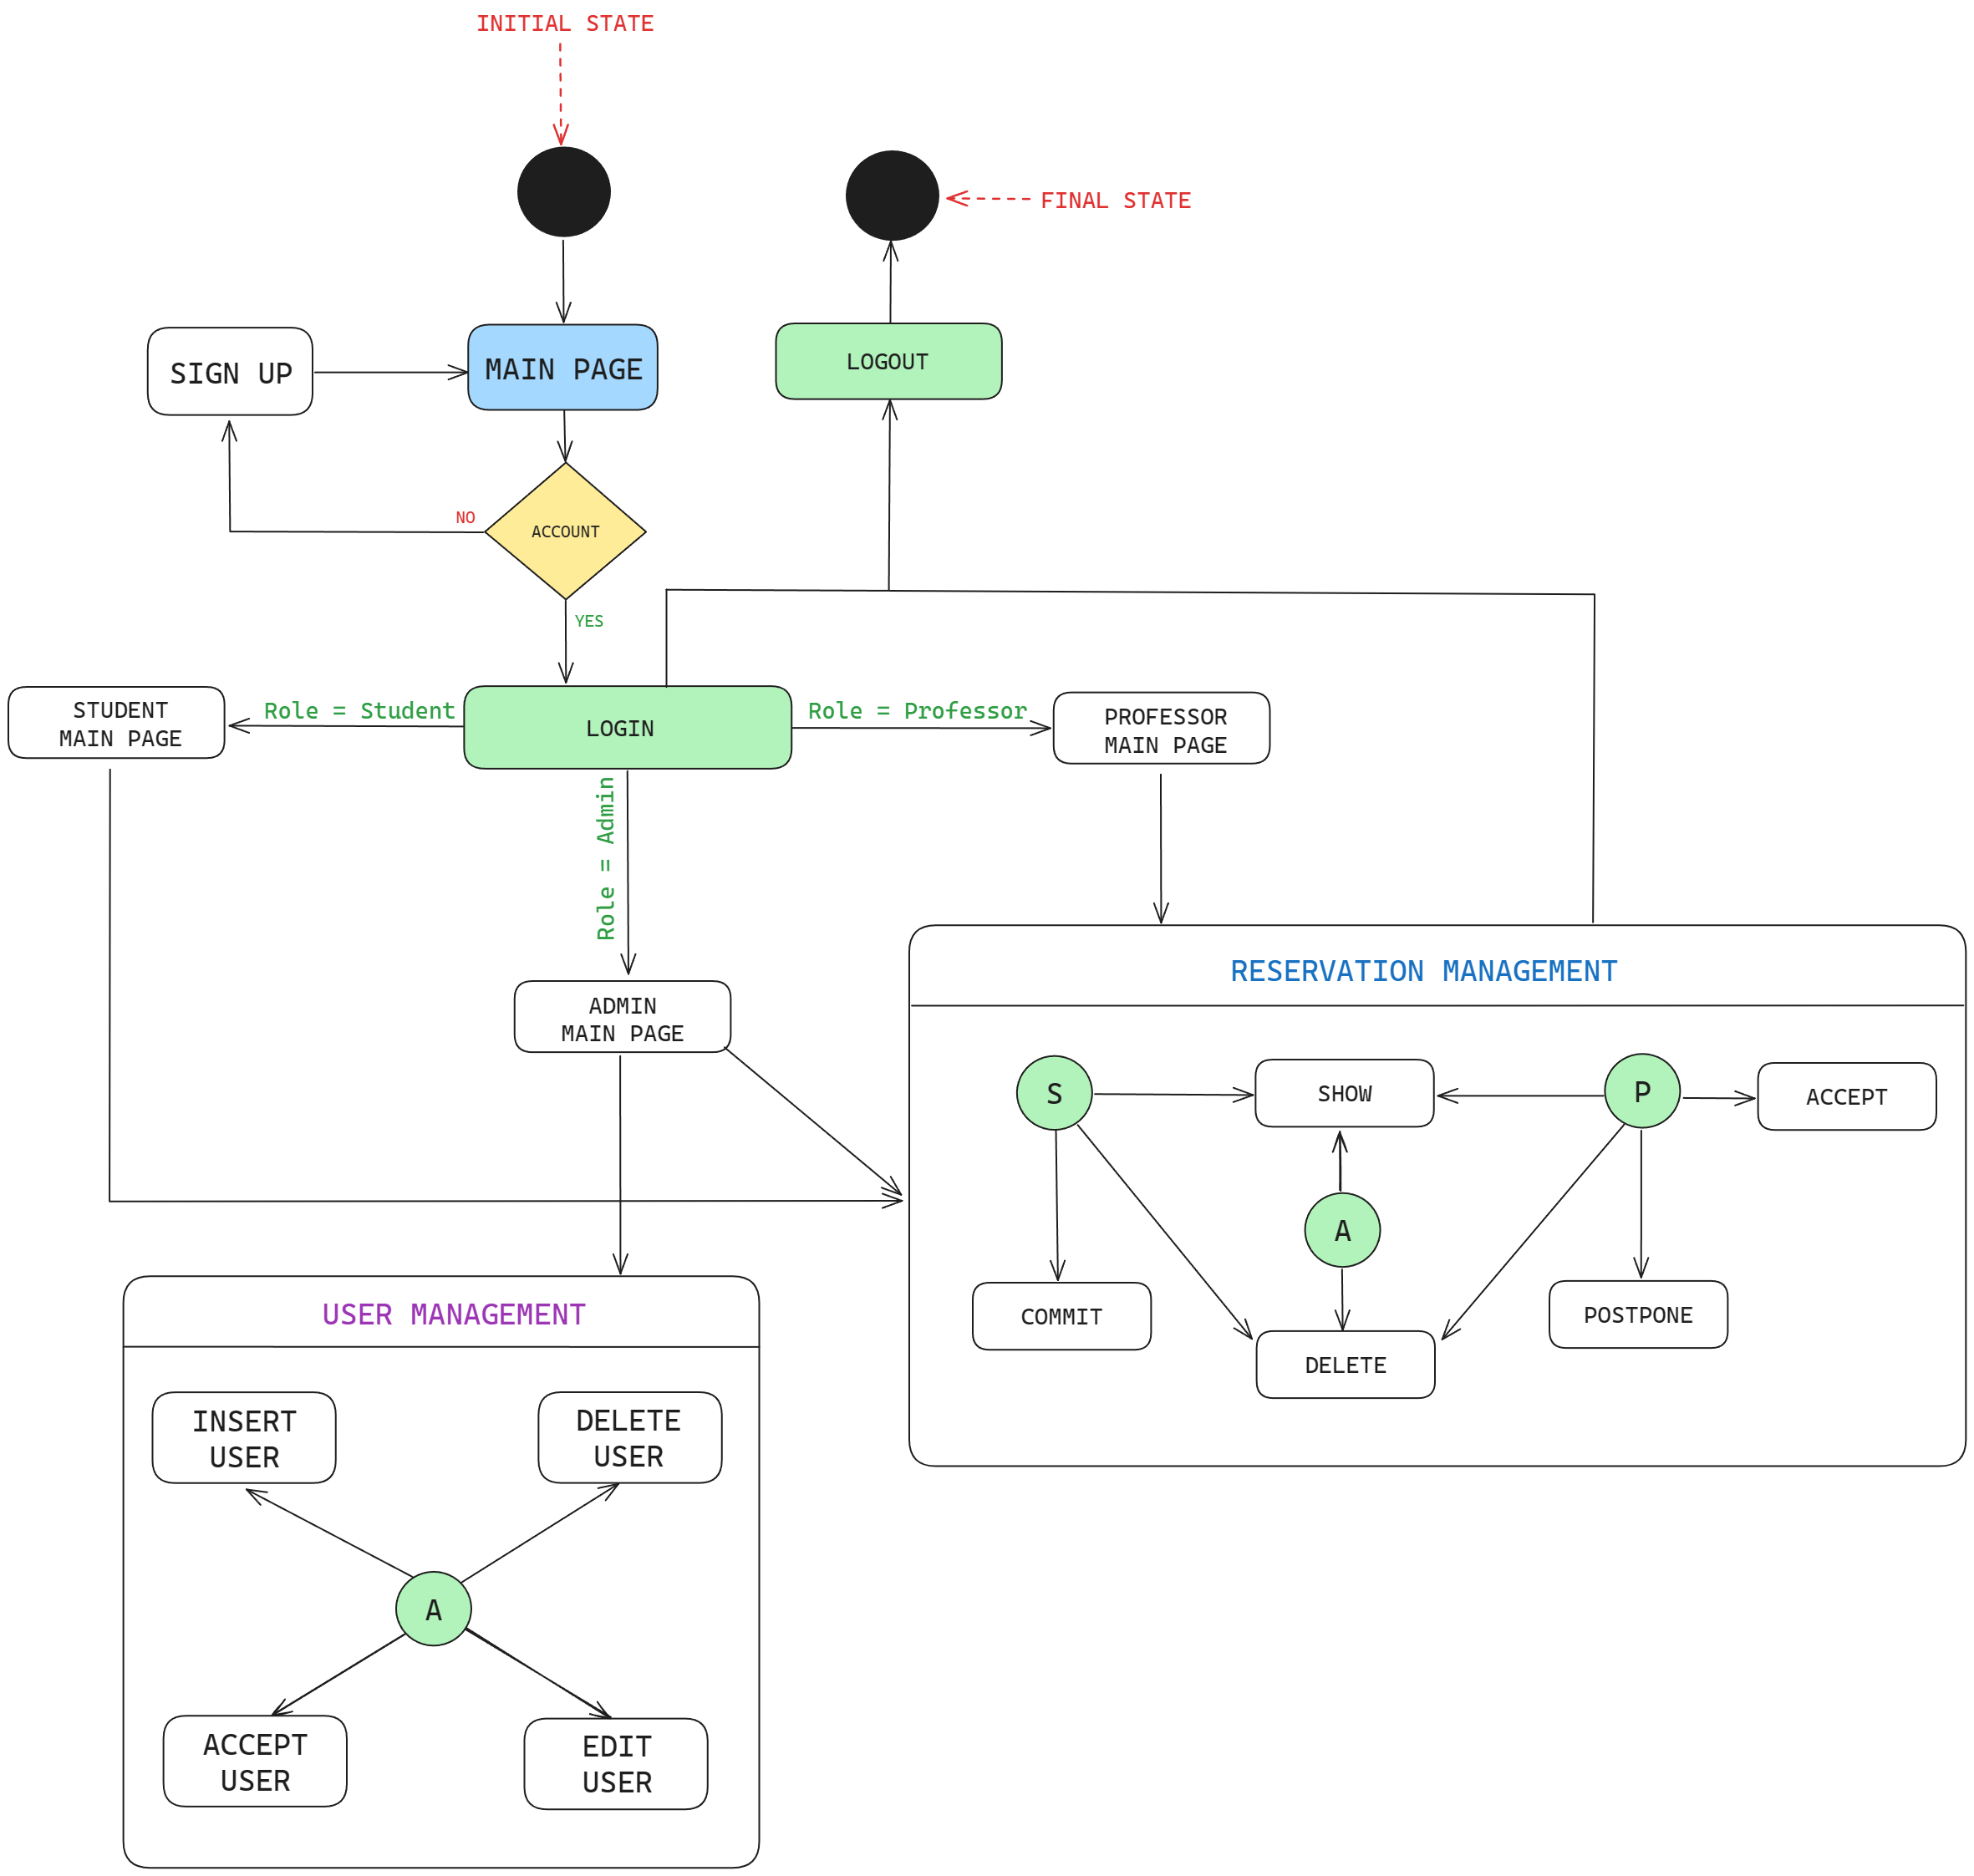 INITIAL STATE
FINAL STATE
SIGN UP
MAIN PAGE
LOGOUT
NO
ACCOUNT
YES
STUDENT
MAIN PAGE
Role = Student
LOGIN
Role = Professor
PROFESSOR
MAIN PAGE
Role = Admin
ADMIN
MAIN PAGE
RESERVATION MANAGEMENT
S
SHOW
P
ACCEPT
A
COMMIT
DELETE
POSTPONE
USER MANAGEMENT
INSERT
USER
DELETE
USER
A
ACCEPT
USER
EDIT
USER